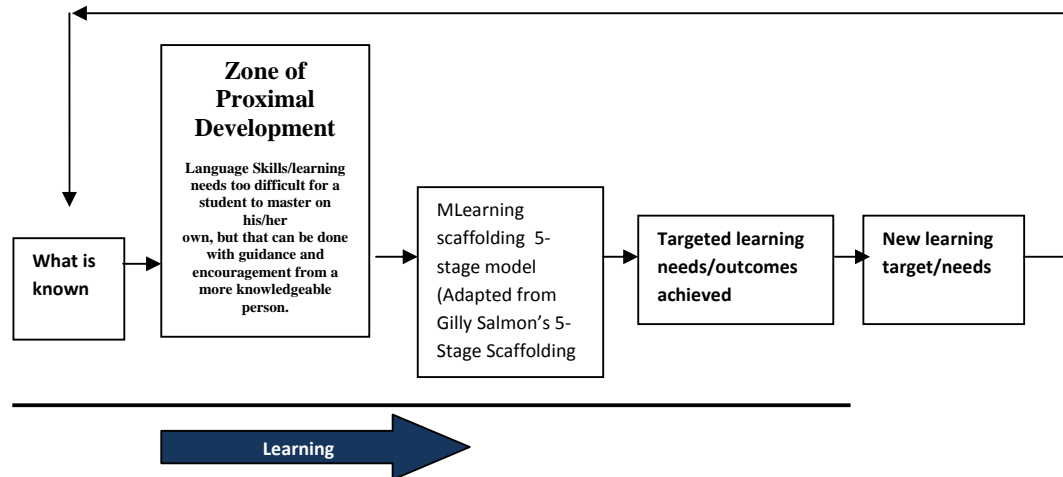 What is
known
Zone of
Proximal
Development
Language Skills/learning
needs too difficult for a
student to master on
his/her
own, but that can be done
with guidance and
encouragement from a
more knowledgeable
person.
MLearning
scaffolding 5-
stage model
(Adapted from
Gilly Salmon’s 5-
Stage Scaffolding
Targeted learning
needs/outcomes
achieved
New learning
target/needs
Learning